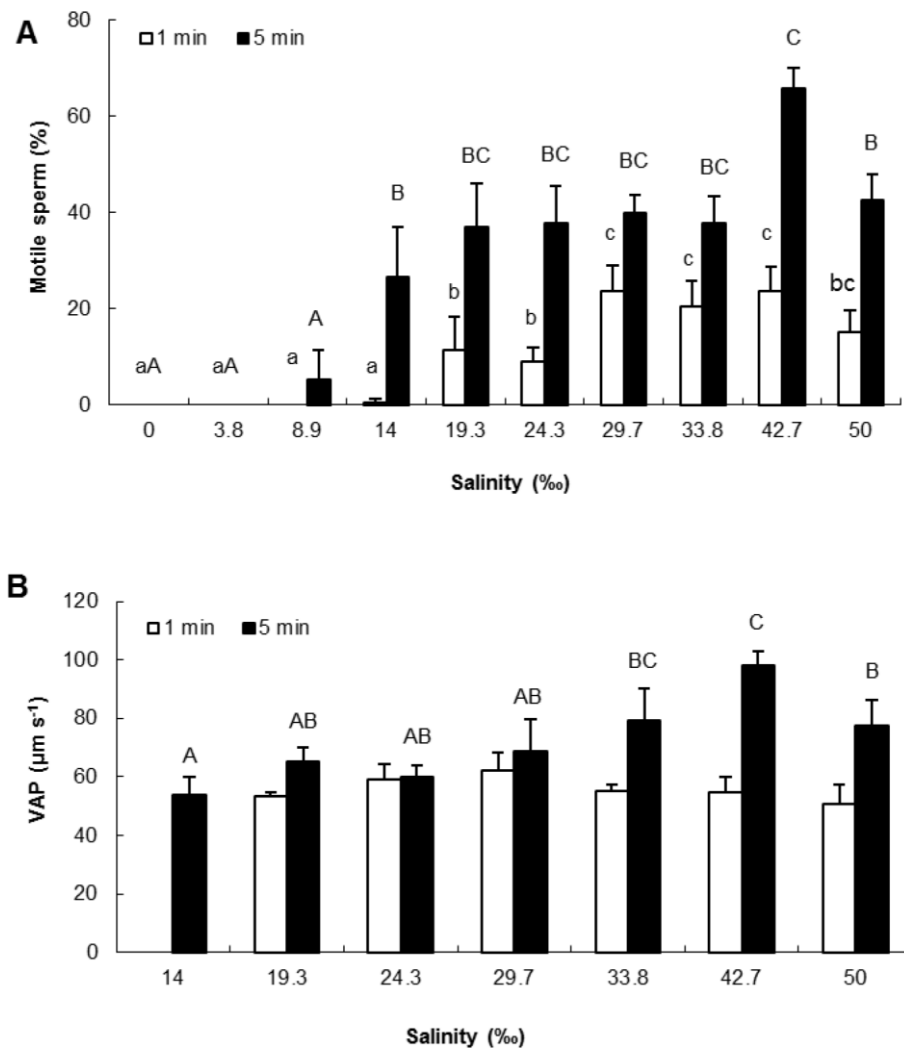 A
1 min 5 min
Motile sperm (%)
80
60
40
20
0
aA aA a A a B b BC b BC c BC c BC c C bc B
0 3.8 8.9 14 19.3 24.3 29.7 33.8 42.7 50
Salinity (‰)
B
1 min 5 min
VAP (µm s-1)
120
100
80
60
40
20
0
A AB AB AB BC C B
14 19.3 24.3 29.7 33.8 42.7 50
Salinity (‰)